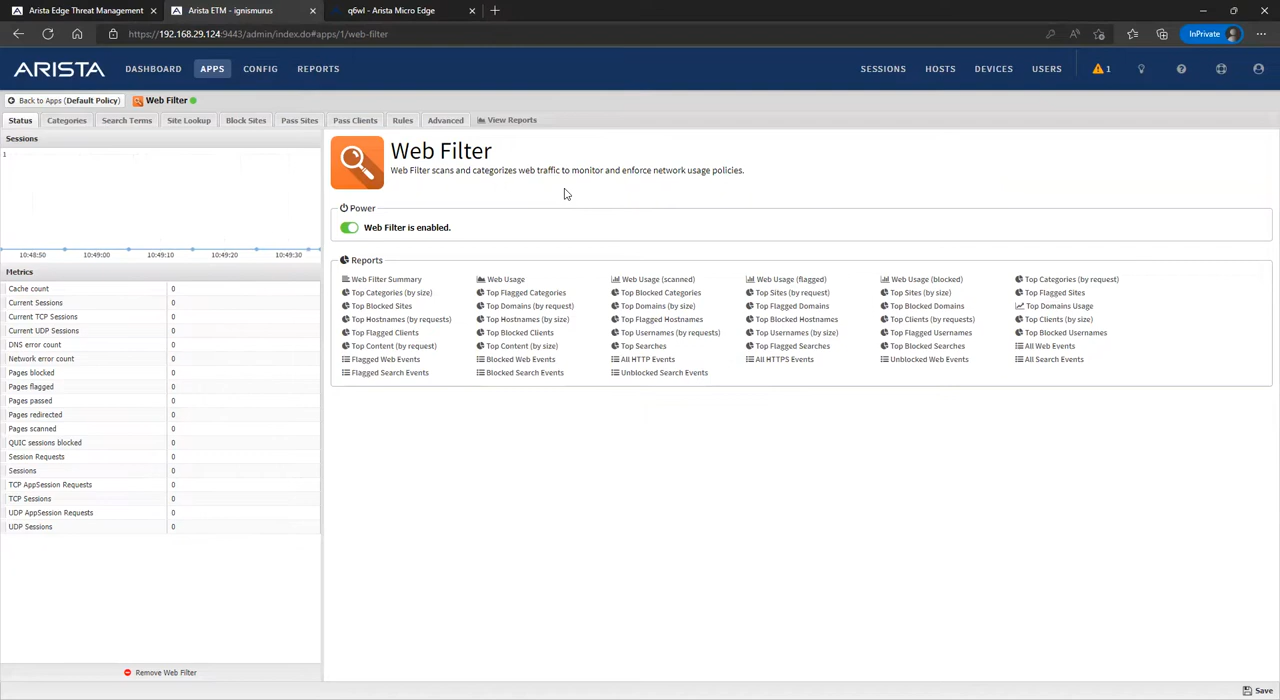 Arista Edge Threat Management
Arista ETM - ignismurus
q6wl - Arista Micro Edge
https://192.168.29.124:9443/admin/index.do#apps/1/web-filter
InPrivate
ARISTA
DASHBOARD APPS CONFIG REPORTS
SESSIONS HOSTS DEVICES USERS 1
Back to Apps (Default Policy) Web Filter
Status Categories Search Terms Site Lookup Block Sites Pass Sites Pass Clients Rules Advanced View Reports
Sessions
1
10:48:50 10:49:00 10:49:10 10:49:20 10:49:30
Metrics
Cache count 0
Current Sessions 0
Current TCP Sessions 0
Current UDP Sessions 0
DNS error count 0
Network error count 0
Pages blocked 0
Pages flagged 0
Pages passed 0
Pages redirected 0
Pages scanned 0
QUIC sessions blocked 0
Session Requests 0
Sessions 0
TCP AppSession Requests 0
TCP Sessions 0
UDP AppSession Requests 0
UDP Sessions 0
Remove Web Filter
Web Filter
Web Filter scans and categorizes web traffic to monitor and enforce network usage policies.
Power
Web Filter is enabled.
Reports
Web Filter Summary Web Usage Web Usage (scanned) Web Usage (flagged) Web Usage (blocked) Top Categories (by request)
Top Categories (by size) Top Flagged Categories Top Blocked Categories Top Sites (by request) Top Sites (by size) Top Flagged Sites
Top Blocked Sites Top Domains (by request) Top Domains (by size) Top Flagged Domains Top Blocked Domains Top Domains Usage
Top Hostnames (by requests) Top Hostnames (by size) Top Flagged Hostnames Top Blocked Hostnames Top Clients (by requests) Top Clients (by size)
Top Flagged Clients Top Blocked Clients Top Usernames (by requests) Top Usernames (by size) Top Flagged Usernames Top Blocked Usernames
Top Content (by request) Top Content (by size) Top Searches Top Flagged Searches Top Blocked Searches All Web Events
Flagged Web Events Blocked Web Events All HTTP Events All HTTPS Events Unblocked Web Events All Search Events
Flagged Search Events Blocked Search Events Unblocked Search Events
Save